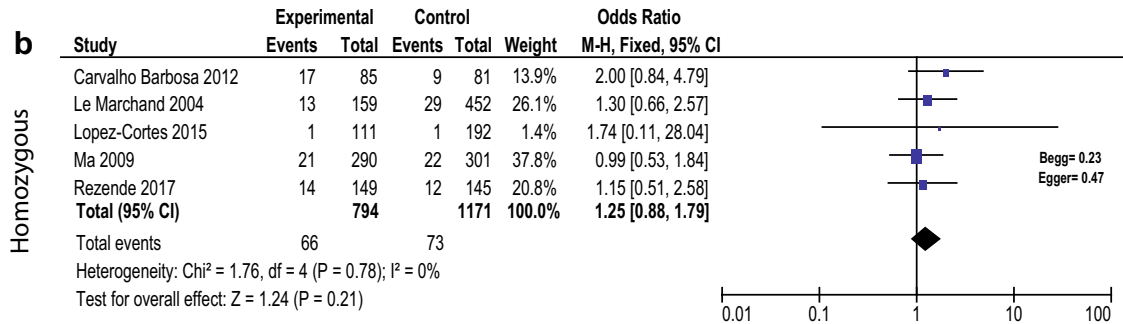 b
Homozygous
Experimental Control Odds Ratio
Study Events Total Events Total Weight M-H, Fixed, 95% CI
Carvalho Barbosa 2012 17 85 9 81 13.9% 2.00 [0.84, 4.79]
Le Marchand 2004 13 159 29 452 26.1% 1.30 [0.66, 2.57]
Lopez-Cortes 2015 1 111 1 192 1.4% 1.74 [0.11, 28.04]
Ma 2009 21 290 22 301 37.8% 0.99 [0.53, 1.84]
Rezende 2017 14 149 12 145 20.8% 1.15 [0.51, 2.58]
Total (95% CI) 794 1171 100.0% 1.25 [0.88, 1.79]
Total events 66 73
Heterogeneity: Chi² = 1.76, df = 4 (P = 0.78); I² = 0%
Test for overall effect: Z = 1.24 (P = 0.21)
Begg= 0.23
Egger= 0.47
0.01 0.1 1 10 100